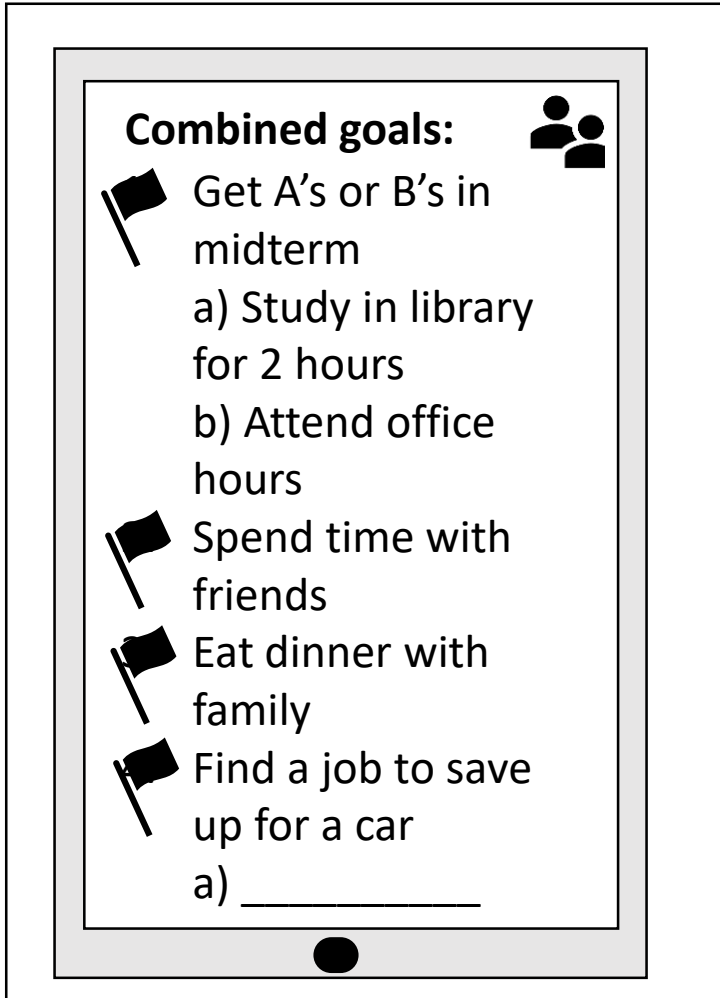 Combined goals:
Get A’s or B’s in
midterm
a) Study in library
for 2 hours
b) Attend office
hours
Spend time with
friends
Eat dinner with
family
Find a job to save
up for a car
a) __________